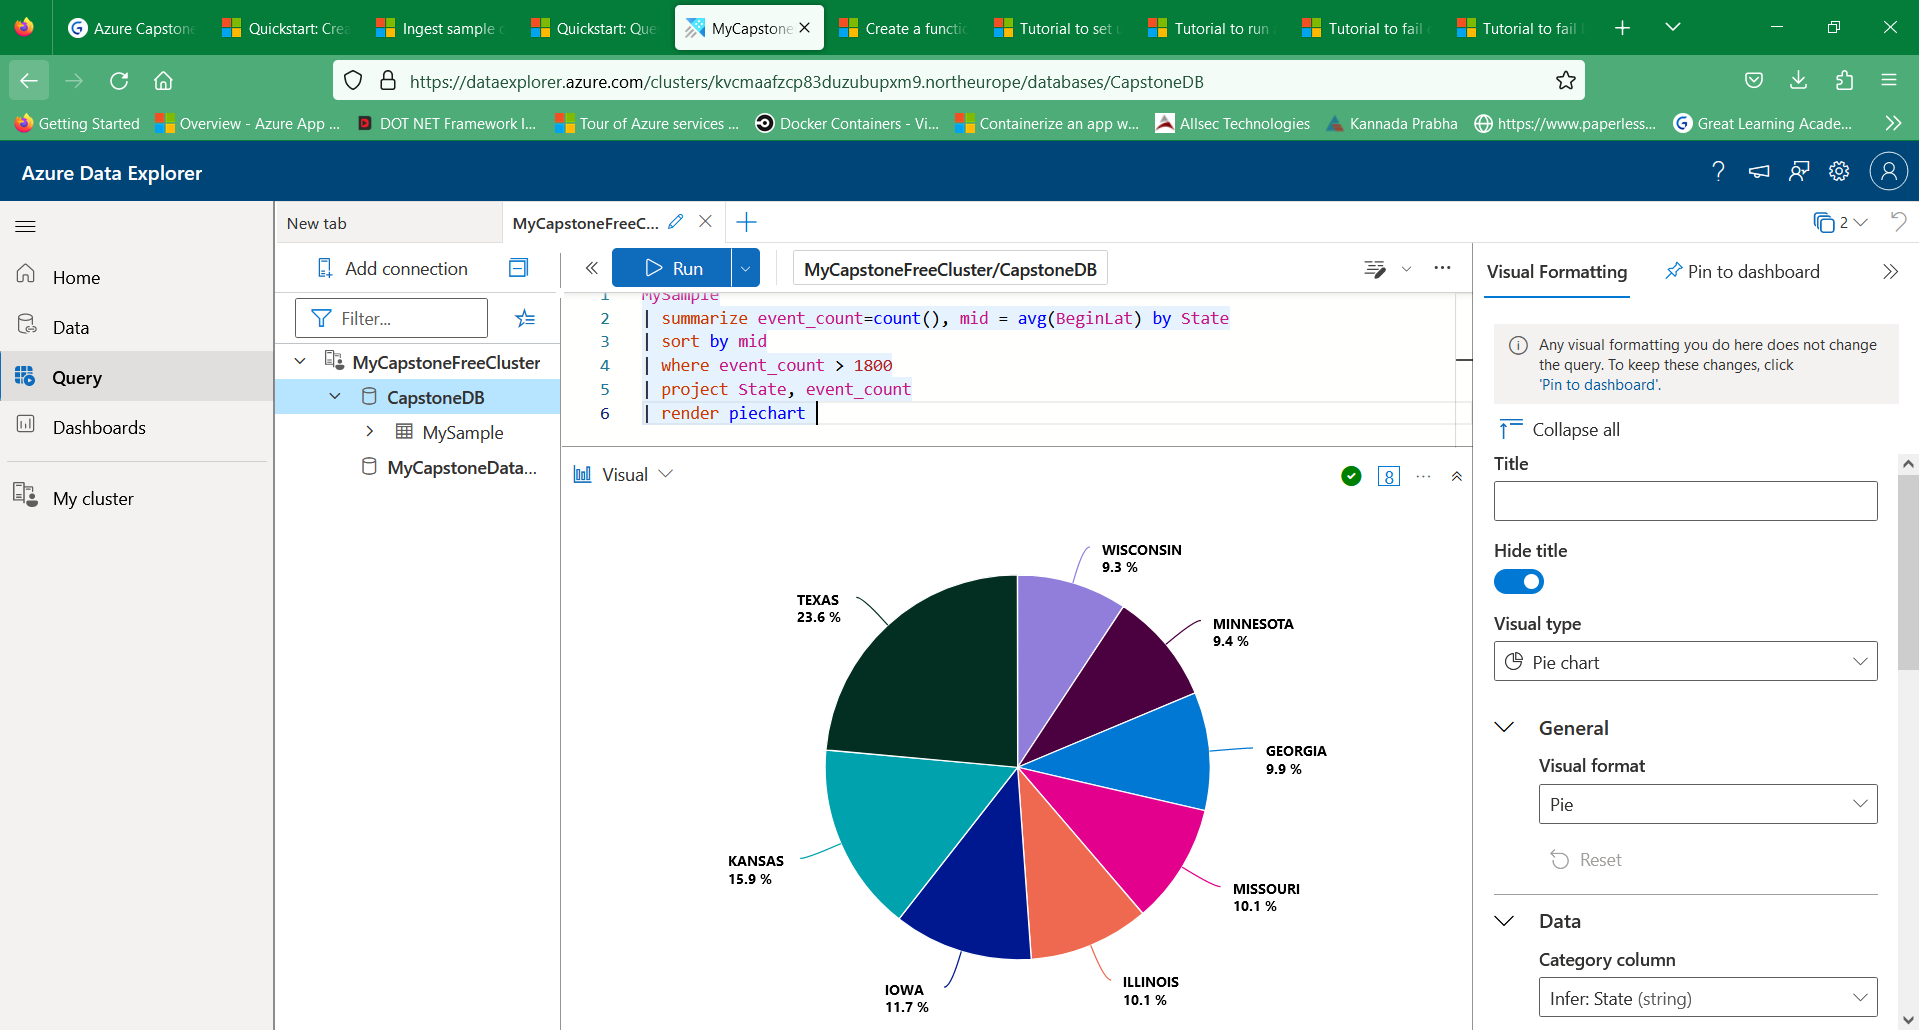 Azure Capstone
Quickstart: Cre
Ingest sample
Quickstart: Que
MyCapstone
Create a functio
Tutorial to set
Tutorial to run
Tutorial to fail
Tutorial to fail
https://dataexplorer.azure.com/clusters/kvcmaafzcp83duzubupxm9.northeurope/databases/CapstoneDB
Getting Started
Overview - Azure App ...
DOT NET Framework I...
Tour of Azure services ...
Docker Containers - Vi...
Containerize an app w...
Allsec Technologies
Kannada Prabha
https://www.paperless...
Great Learning Acade...
Azure Data Explorer
Home
Data
Query
Dashboards
My cluster
New tab
MyCapstoneFreeC...
2
Add connection
Filter...
MyCapstoneFreeCluster
CapstoneDB
MySample
MyCapstoneData...
Run
MyCapstoneFreeCluster/CapstoneDB
1 MySample
2 | summarize event_count=count(), mid = avg(BeginLat) by State
3 | sort by mid
4 | where event_count > 1800
5 | project State, event_count
6 | render piechart
Visual
8
WISCONSIN
9.3 %
MINNESOTA
9.4 %
GEORGIA
9.9 %
MISSOURI
10.1 %
ILLINOIS
10.1 %
IOWA
11.7 %
KANSAS
15.9 %
TEXAS
23.6 %
Visual Formatting
Pin to dashboard
Any visual formatting you do here does not change
the query. To keep these changes, click
'Pin to dashboard'.
Collapse all
Title
Hide title
Visual type
Pie chart
General
Visual format
Pie
Reset
Data
Category column
Infer: State (string)